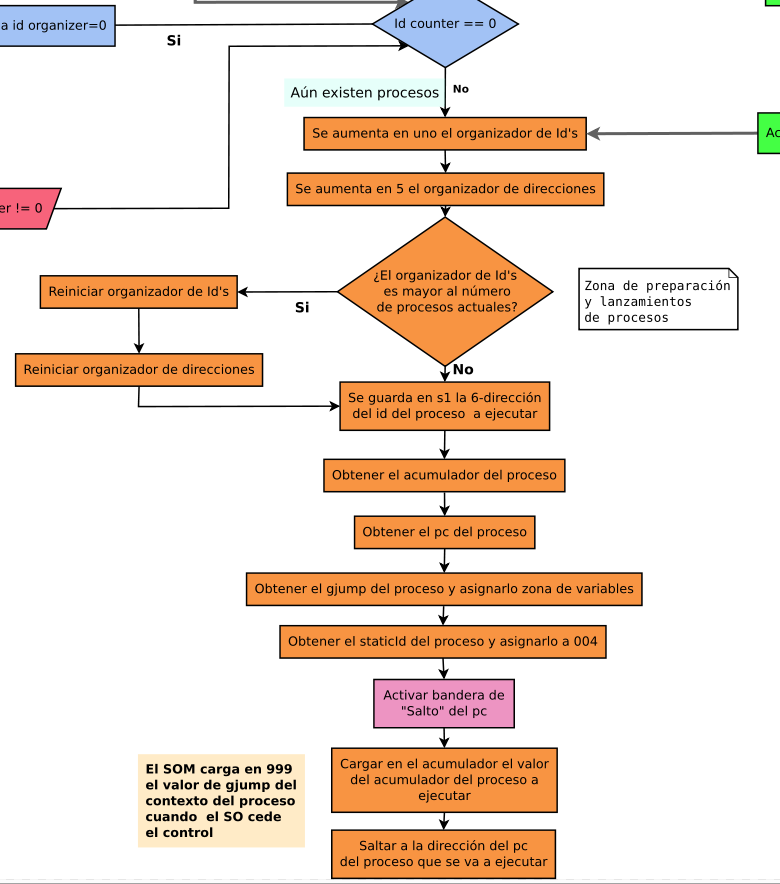 a id organizer=0
Id counter == 0
Si
Aún existen procesos
No
Se aumenta en uno el organizador de Id's
Ac
Se aumenta en 5 el organizador de direcciones
er != 0
¿El organizador de Id's
es mayor al número
de procesos actuales?
Zona de preparación
y lanzamientos
de procesos
Reiniciar organizador de Id's
Si
Reiniciar organizador de direcciones
No
Se guarda en s1 la 6-dirección
del id del proceso a ejecutar
Obtener el acumulador del proceso
Obtener el pc del proceso
Obtener el gjump del proceso y asignarlo zona de variables
Obtener el staticId del proceso y asignarlo a 004
Activar bandera de
"Salto" del pc
Cargar en el acumulador el valor
del acumulador del proceso a
ejecutar
El SOM carga en 999
el valor de gjump del
contexto del proceso
cuando el SO cede
el control
Saltar a la dirección del pc
del proceso que se va a ejecutar